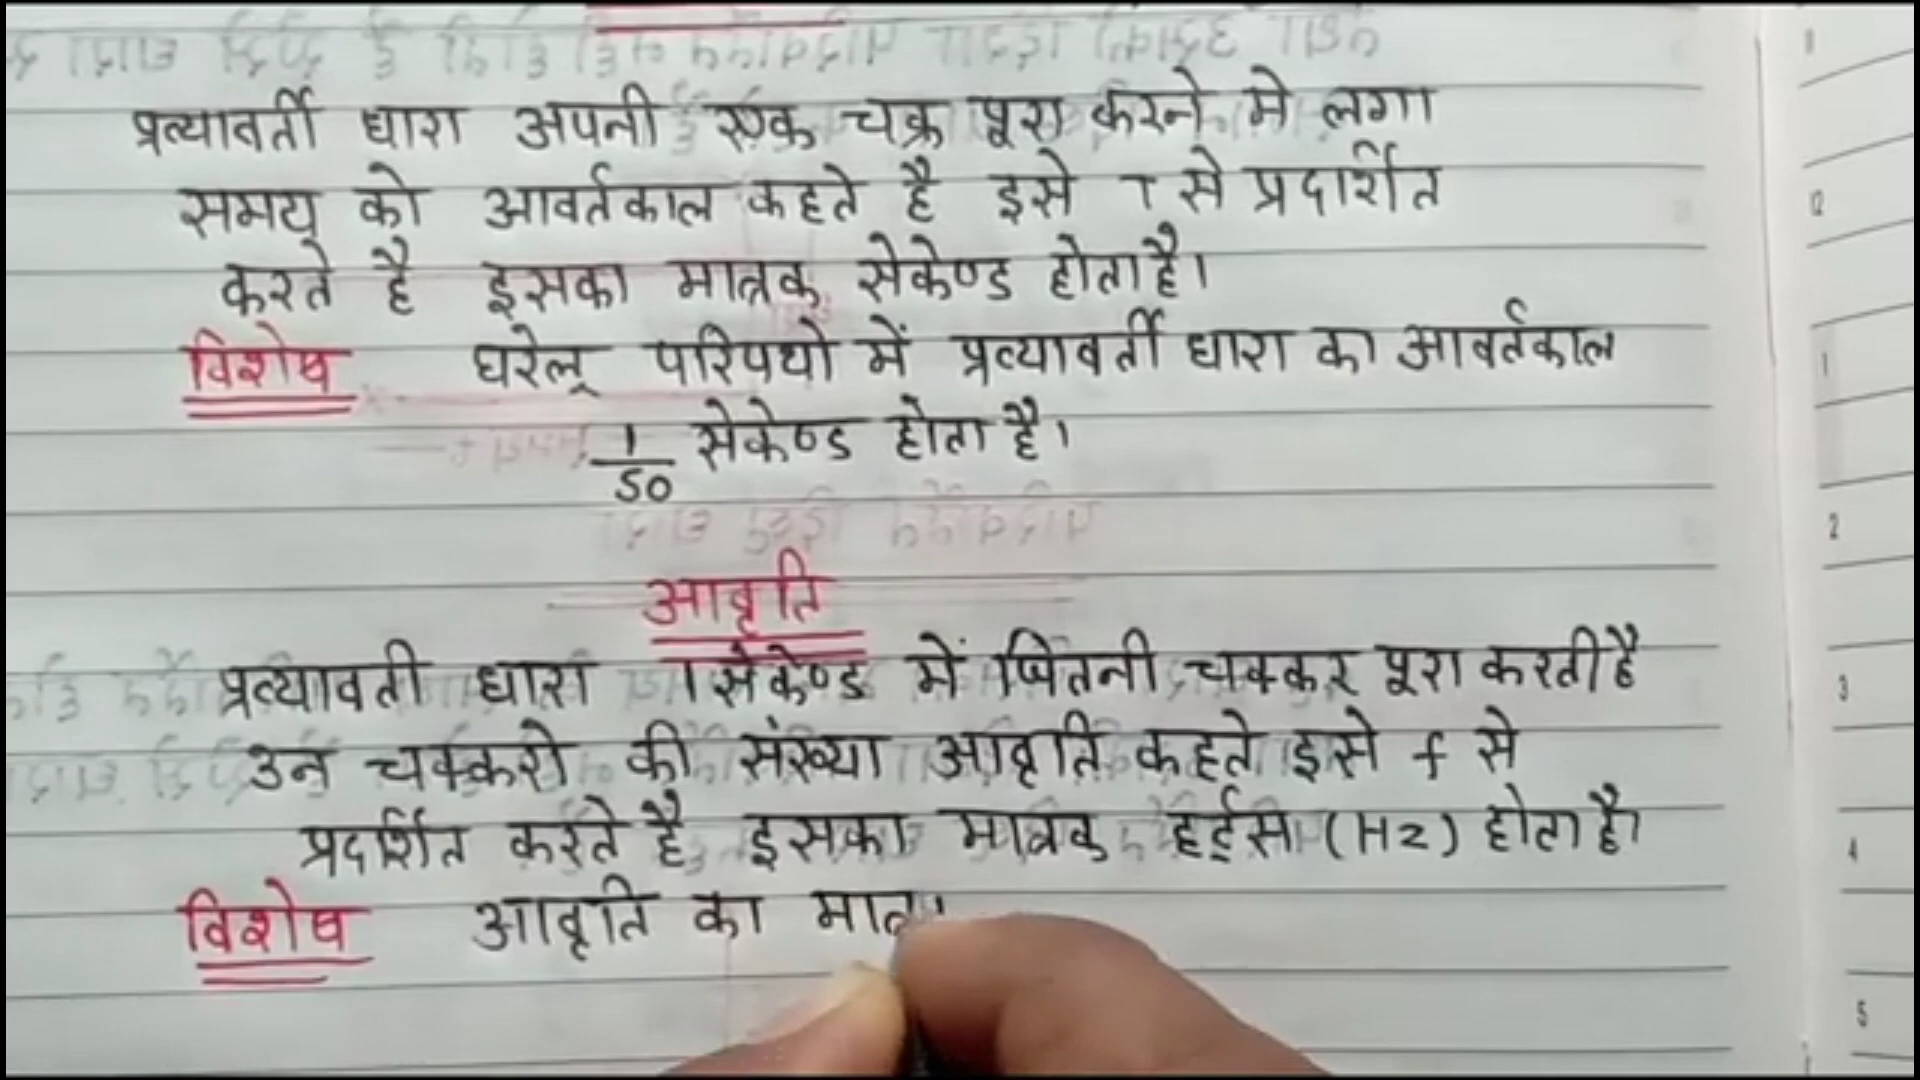 प्रत्यावर्ती धारा अपनी एक चक्र पूरा करने मे लगा
समय को आवर्तकाल कहते है इसे T से प्रदार्शित
करते है इसका मात्रक सेकेण्ड होता है।
विशेष घरेलू परिपथो में प्रत्यावर्ती धारा का आवर्तकाल
1/50 सेकेण्ड होता है।
आवृति
प्रत्यावती धारा 1 सेकेण्ड में जितनी चक्कर पूरा करती है
उन चक्करो की संख्या आवृति कहते इसे f से
प्रदर्शित करते है इसका मात्रक हर्ड्स (Hz) होता है।
विशेष आवृति का